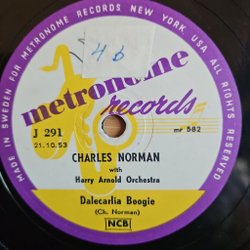 MADE IN SWEDEN FOR METRONOME RECORDS NEW YORK USA. ALL RIGHTS RESERVED
46
metronome
records
J 291
21.10.53
mr 582
CHARLES NORMAN
with
Harry Arnold Orchestra
Dalecarlia Boogie
(Ch. Norman)
NCB